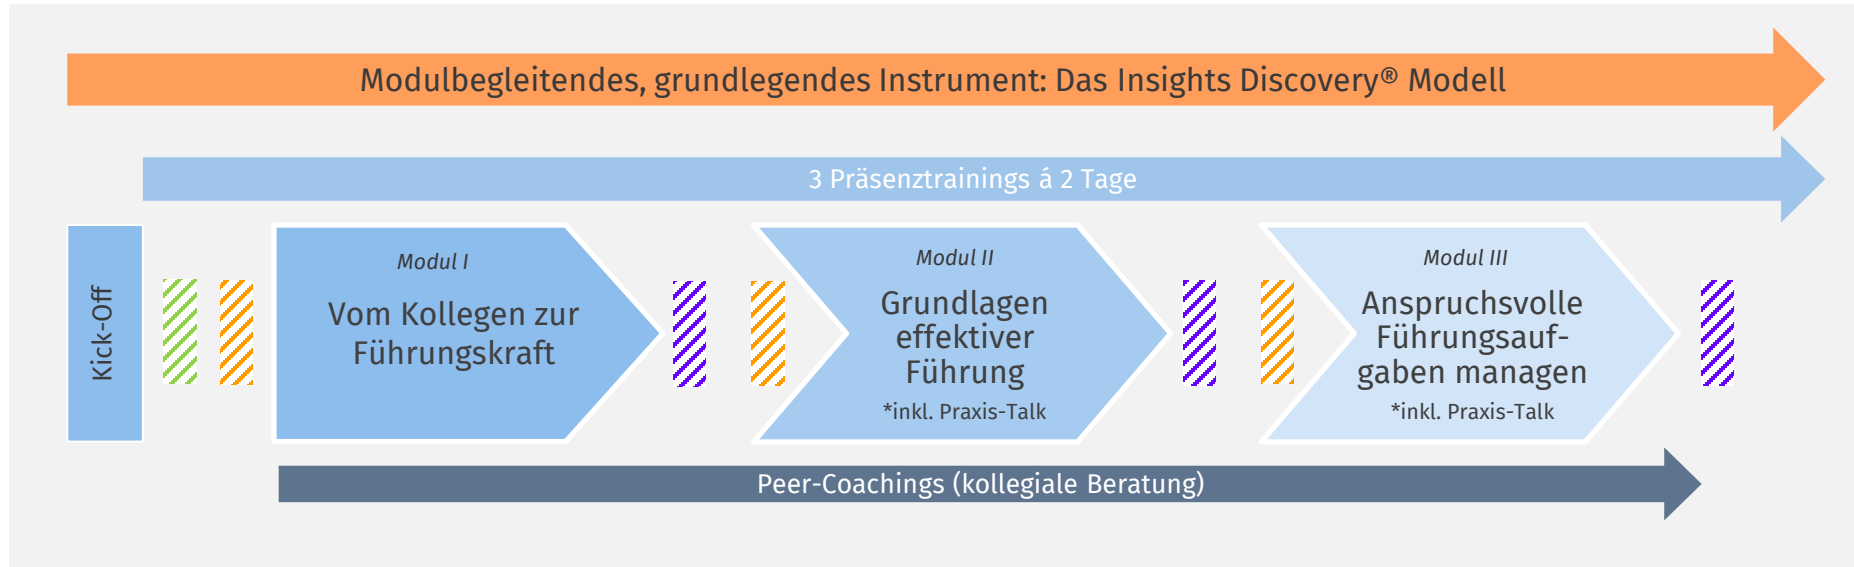 Modulbegleitendes, grundlegendes Instrument: Das Insights Discovery® Modell
3 Präsenztrainings á 2 Tage
Kick-Off
Modul I
Vom Kollegen zur
Führungskraft
Modul II
Grundlagen
effektiver
Führung
*inkl. Praxis-Talk
Modul III
Anspruchsvolle
Führungsauf-
gaben managen
*inkl. Praxis-Talk
Peer-Coachings (kollegiale Beratung)